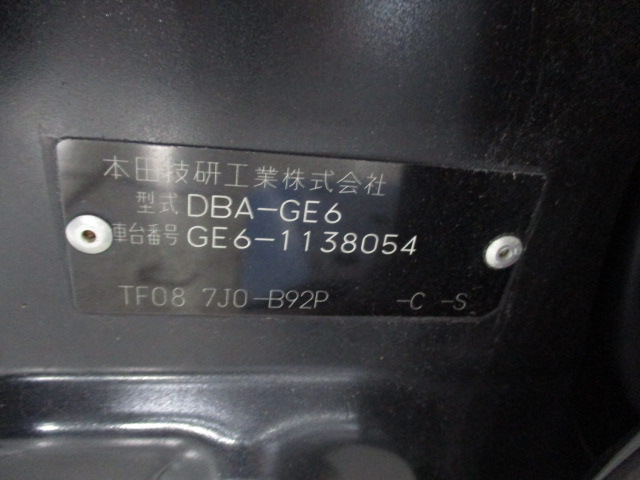 本田技研工業株式会社
型式 DBA-GE6
車台番号 GE6-1138054
TF08 7J0-B92P -C -S